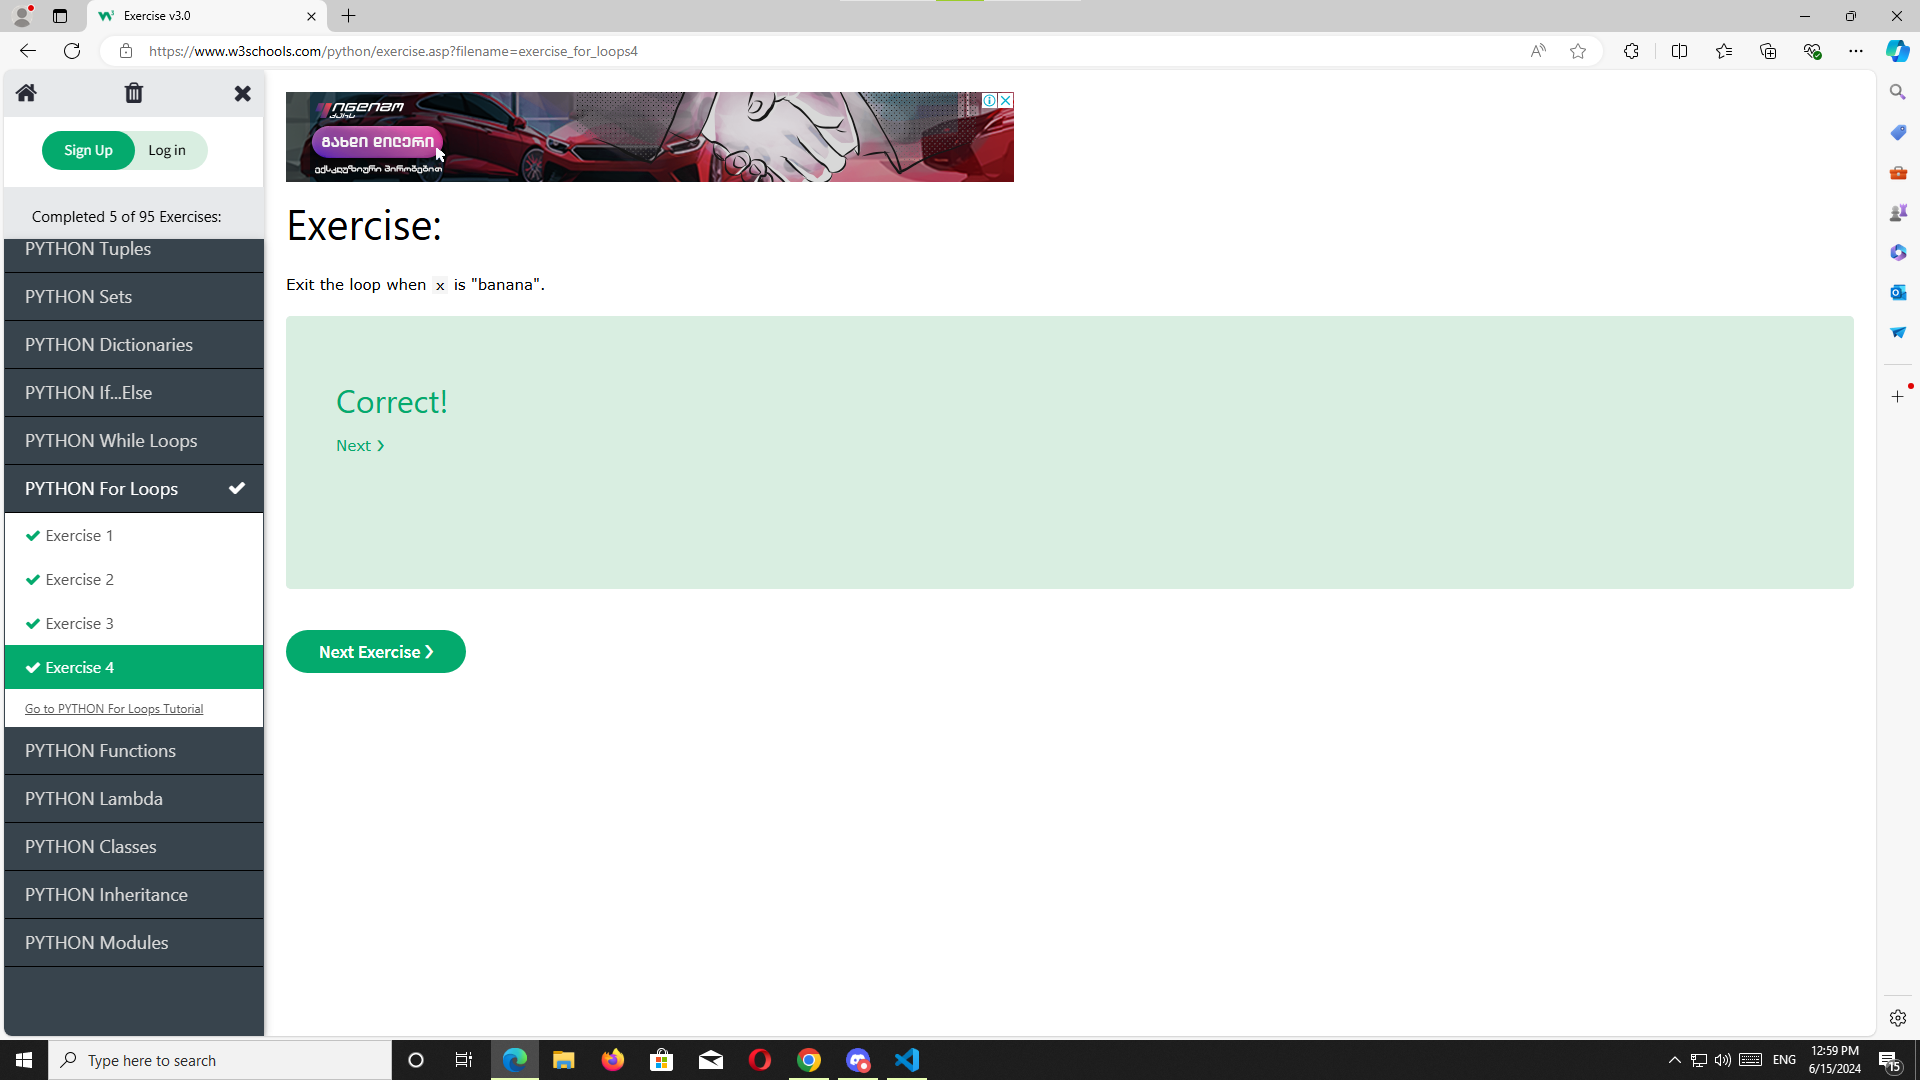 Exercise v3.0
https://www.w3schools.com/python/exercise.asp?filename=exercise_for_loops4
Sign Up
Log in
Completed 5 of 95 Exercises:
PYTHON Tuples
PYTHON Sets
PYTHON Dictionaries
PYTHON If...Else
PYTHON While Loops
PYTHON For Loops
Exercise 1
Exercise 2
Exercise 3
Exercise 4
Go to PYTHON For Loops Tutorial
PYTHON Functions
PYTHON Lambda
PYTHON Classes
PYTHON Inheritance
PYTHON Modules
გახდი დილერი
ექსკლუზიური პირობებით
Exercise:
Exit the loop when x is "banana".
Correct!
Next ❯
Next Exercise ❯
Type here to search
ENG
12:59 PM
6/15/2024
15